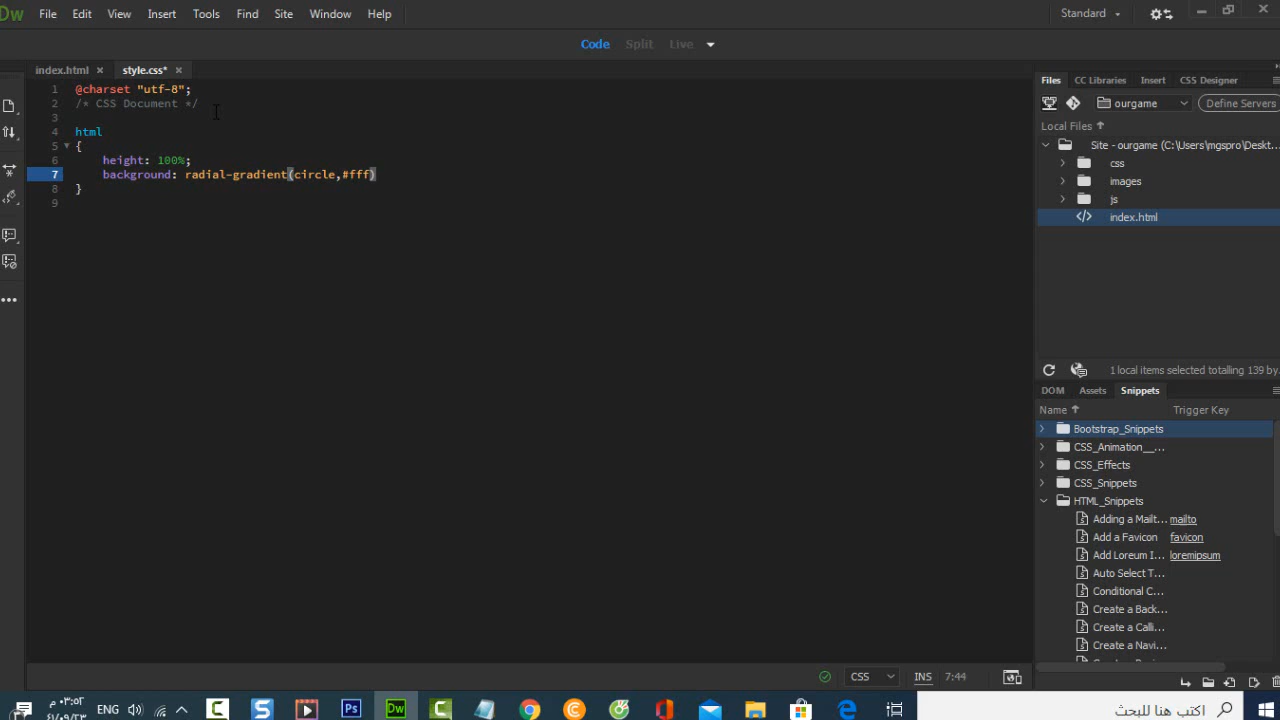 Dw File Edit View Insert Tools Find Site Window Help Standard
Code Split Live
index.html × style.css* ×
1 @charset "utf-8";
2 /* CSS Document */
3
4 html
5 {
6 height: 100%;
7 background: radial-gradient(circle,#fff)
8 }
9
Files CC Libraries Insert CSS Designer
ourgame Define Servers
Local Files
Site - ourgame (C:\Users\mgspro\Deskt...
css
images
js
index.html
1 local items selected totalling 139 by
DOM Assets Snippets
Name Trigger Key
Bootstrap_Snippets
CSS_Animation__...
CSS_Effects
CSS_Snippets
HTML_Snippets
Adding a Mailt... mailto
Add a Favicon favicon
Add Loreum I... loremipsum
Auto Select T...
Conditional C...
Create a Back...
Create a Calli...
Create a Navi...
CSS INS 7:44
٠٣:٥٢ م
ENG
Ps Dw
اكتب هنا للبحث